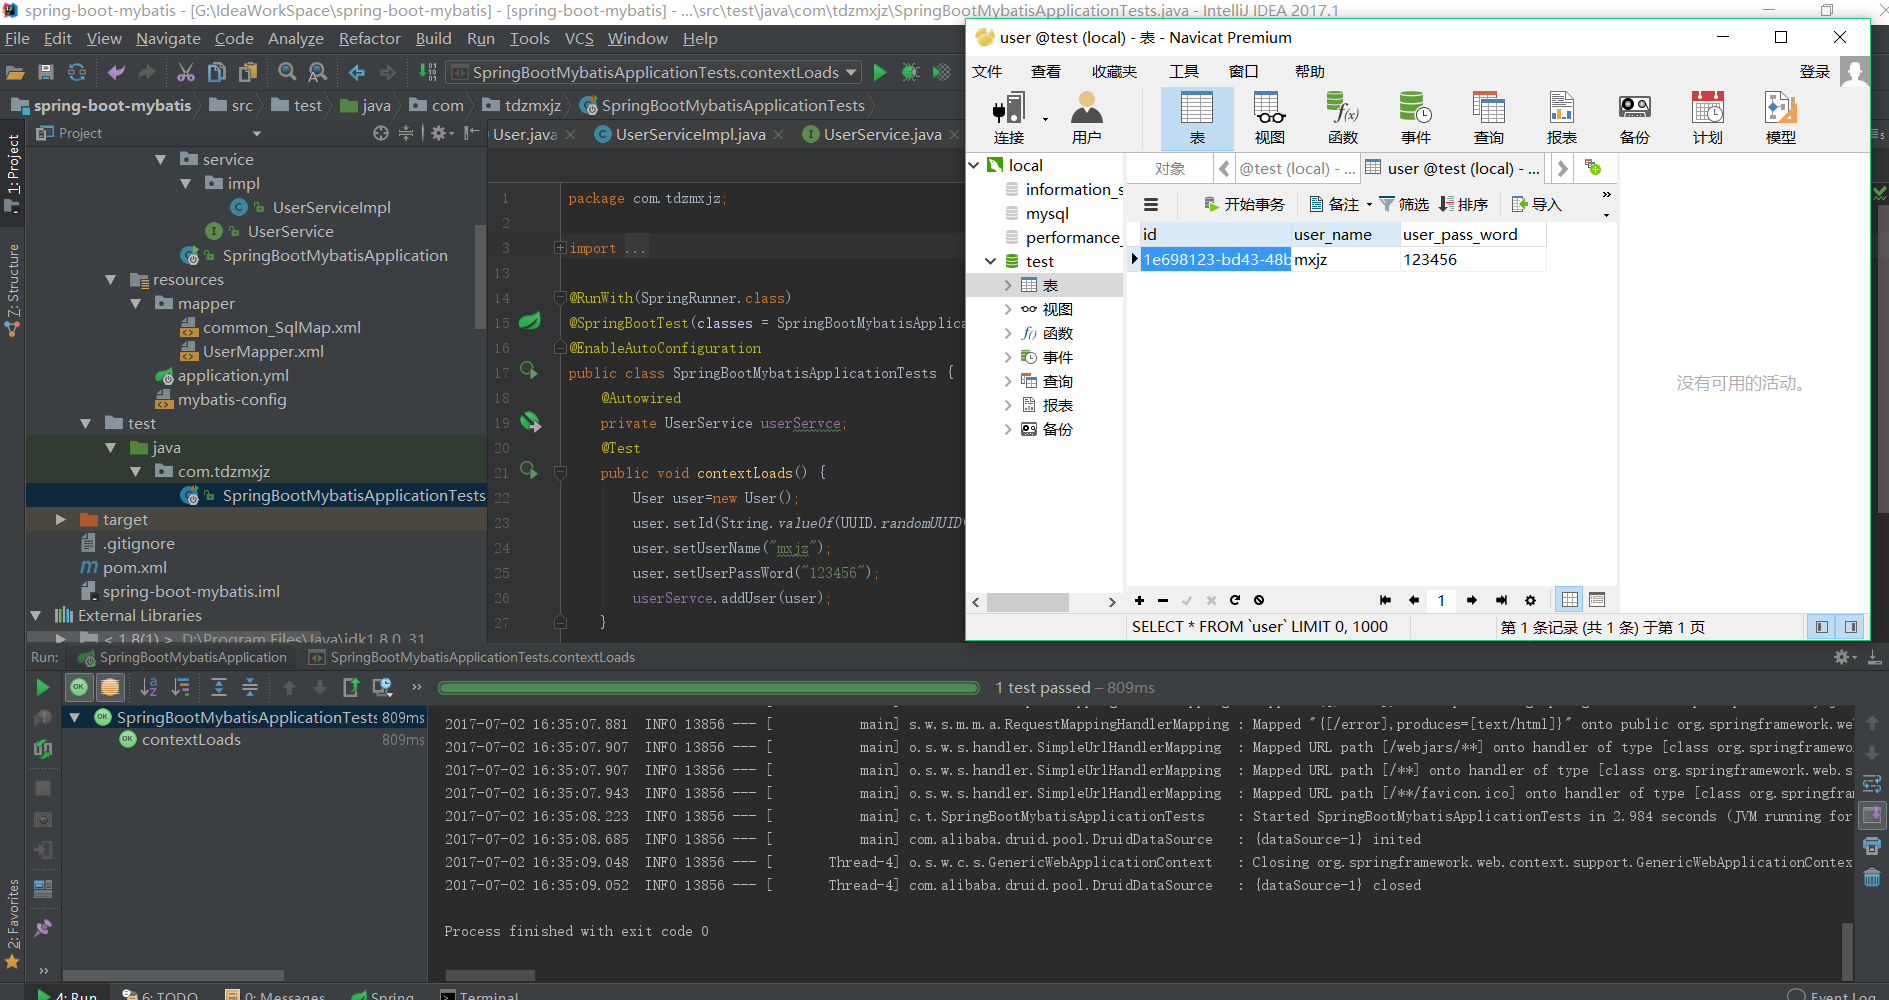 spring-boot-mybatis - [G:\IdeaWorkSpace\spring-boot-mybatis] - [spring-boot-mybatis] - ...\src\test\java\com\tdzmxjz\SpringBootMybatisApplicationTests.java - IntelliJ IDEA 2017.1
File Edit View Navigate Code Analyze Refactor Build Run Tools VCS Window Help
SpringBootMybatisApplicationTests.contextLoads
spring-boot-mybatis src test java com tdzmxjz SpringBootMybatisApplicationTests
Project
User.java UserServiceImpl.java UserService.java
1: Project
Z: Structure
2: Favorites
service
impl
UserServiceImpl
UserService
SpringBootMybatisApplication
resources
mapper
common_SqlMap.xml
UserMapper.xml
application.yml
mybatis-config
test
java
com.tdzmxjz
SpringBootMybatisApplicationTests
target
.gitignore
pom.xml
spring-boot-mybatis.iml
External Libraries
< 1.8(1) > D:\Program Files\Java\jdk1.8.0_31
1 package com.tdzmxjz;
2
3 import ...
13
14 @RunWith(SpringRunner.class)
15 @SpringBootTest(classes = SpringBootMybatisApplica
16 @EnableAutoConfiguration
17 public class SpringBootMybatisApplicationTests {
18 @Autowired
19 private UserService userServce;
20 @Test
21 public void contextLoads() {
22 User user=new User();
23 user.setId(String.valueOf(UUID.randomUUID(
24 user.setUserName("mxjz");
25 user.setUserPassWord("123456");
26 userServce.addUser(user);
27 }
user @test (local) - 表 - Navicat Premium
文件 查看 收藏夹 工具 窗口 帮助 登录
连接 用户 表 视图 函数 事件 查询 报表 备份 计划 模型
local
information_s
mysql
performance_
test
表
视图
函数
事件
查询
报表
备份
对象 @test (local) - ... user @test (local) - ...
开始事务 备注 筛选 排序 导入
id user_name user_pass_word
1e698123-bd43-48b mxjz 123456
没有可用的活动。
1
SELECT * FROM `user` LIMIT 0, 1000 第 1 条记录 (共 1 条) 于第 1 页
Run: SpringBootMybatisApplication SpringBootMybatisApplicationTests.contextLoads
1 test passed – 809ms
SpringBootMybatisApplicationTests 809ms
contextLoads 809ms
2017-07-02 16:35:07.881 INFO 13856 --- [ main] s.w.s.m.m.a.RequestMappingHandlerMapping : Mapped "{[/error],produces=[text/html]}" onto public org.springframework.we
2017-07-02 16:35:07.907 INFO 13856 --- [ main] o.s.w.s.handler.SimpleUrlHandlerMapping : Mapped URL path [/webjars/**] onto handler of type [class org.springframewor
2017-07-02 16:35:07.907 INFO 13856 --- [ main] o.s.w.s.handler.SimpleUrlHandlerMapping : Mapped URL path [/**] onto handler of type [class org.springframework.web.s
2017-07-02 16:35:07.943 INFO 13856 --- [ main] o.s.w.s.handler.SimpleUrlHandlerMapping : Mapped URL path [/**/favicon.ico] onto handler of type [class org.springfram
2017-07-02 16:35:08.223 INFO 13856 --- [ main] c.t.SpringBootMybatisApplicationTests : Started SpringBootMybatisApplicationTests in 2.984 seconds (JVM running for
2017-07-02 16:35:08.685 INFO 13856 --- [ main] com.alibaba.druid.pool.DruidDataSource : {dataSource-1} inited
2017-07-02 16:35:09.048 INFO 13856 --- [ Thread-4] o.s.w.c.s.GenericWebApplicationContext : Closing org.springframework.web.context.support.GenericWebApplicationContex
2017-07-02 16:35:09.052 INFO 13856 --- [ Thread-4] com.alibaba.druid.pool.DruidDataSource : {dataSource-1} closed
Process finished with exit code 0
4: Run 6: TODO 0: Messages Spring Terminal Event Log